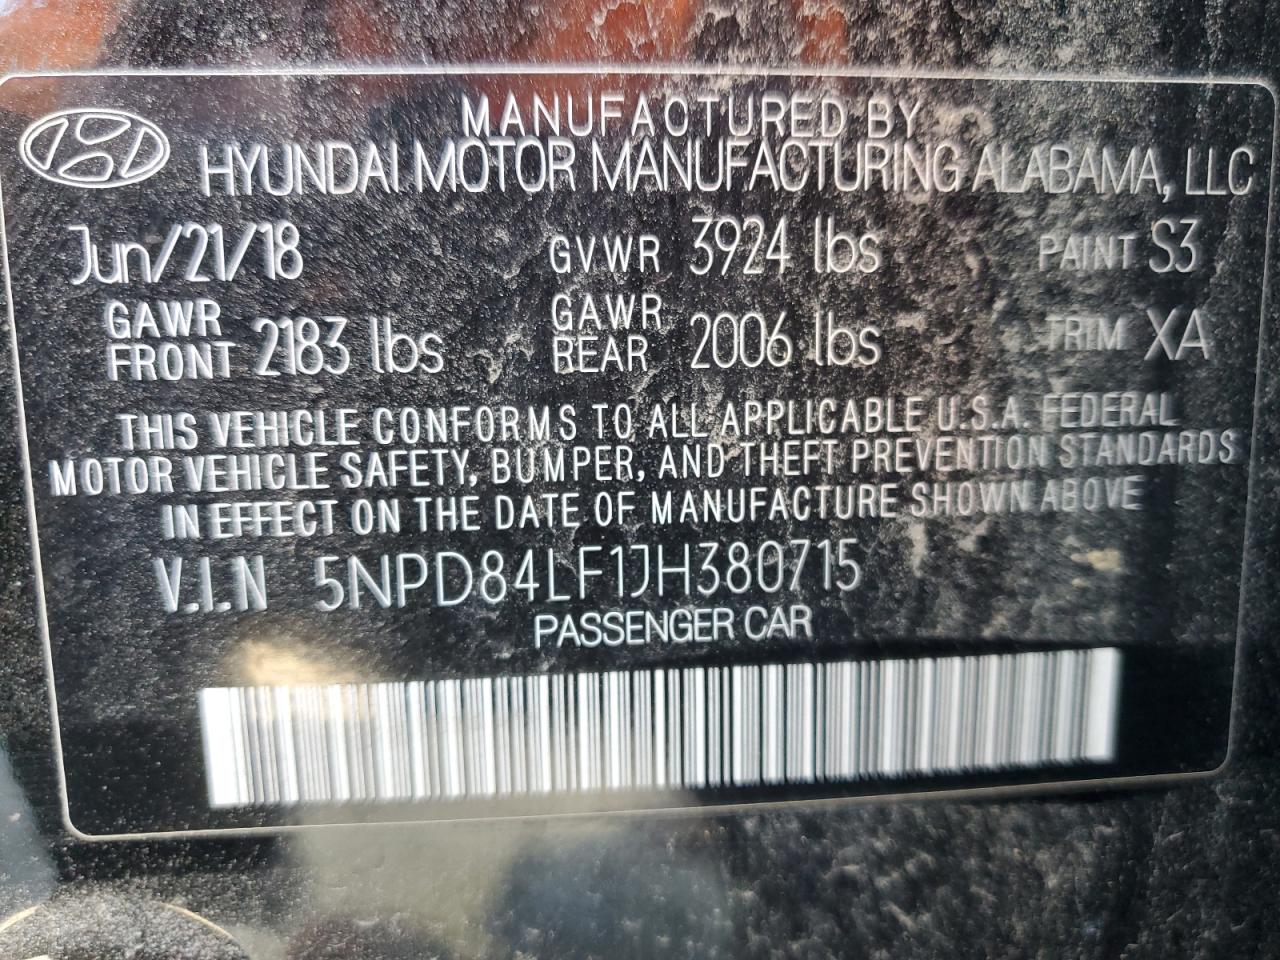 MANUFACTURED BY
HYUNDAI MOTOR MANUFACTURING ALABAMA, LLC
Jun/21/18 GVWR 3924 lbs PAINT S3
GAWR FRONT 2183 lbs GAWR REAR 2006 lbs TRIM XA
THIS VEHICLE CONFORMS TO ALL APPLICABLE U.S.A. FEDERAL
MOTOR VEHICLE SAFETY, BUMPER, AND THEFT PREVENTION STANDARDS
IN EFFECT ON THE DATE OF MANUFACTURE SHOWN ABOVE
V.I.N 5NPD84LF1JH380715
PASSENGER CAR